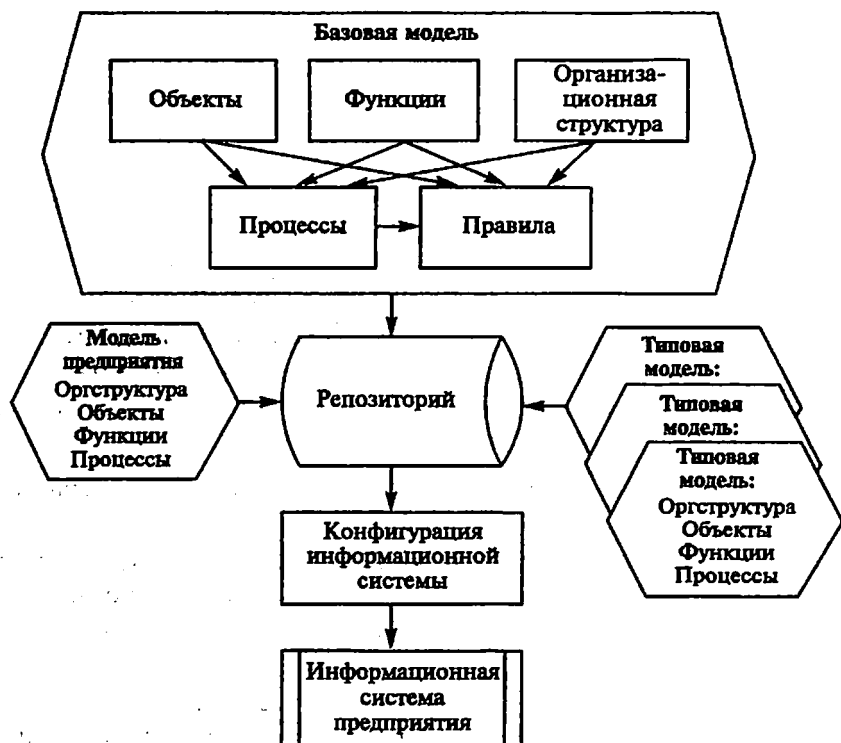 Базовая модель
Объекты
Функции
Организа-
ционная
структура
Процессы
Правила
Модель
предприятия
Оргструктура
Объекты
Функции
Процессы
Репозиторий
Типовая
модель:
Типовая
модель:
Типовая
модель:
Оргструктура
Объекты
Функции
Процессы
Конфигурация
информационной
системы
Информационная
система
предприятия